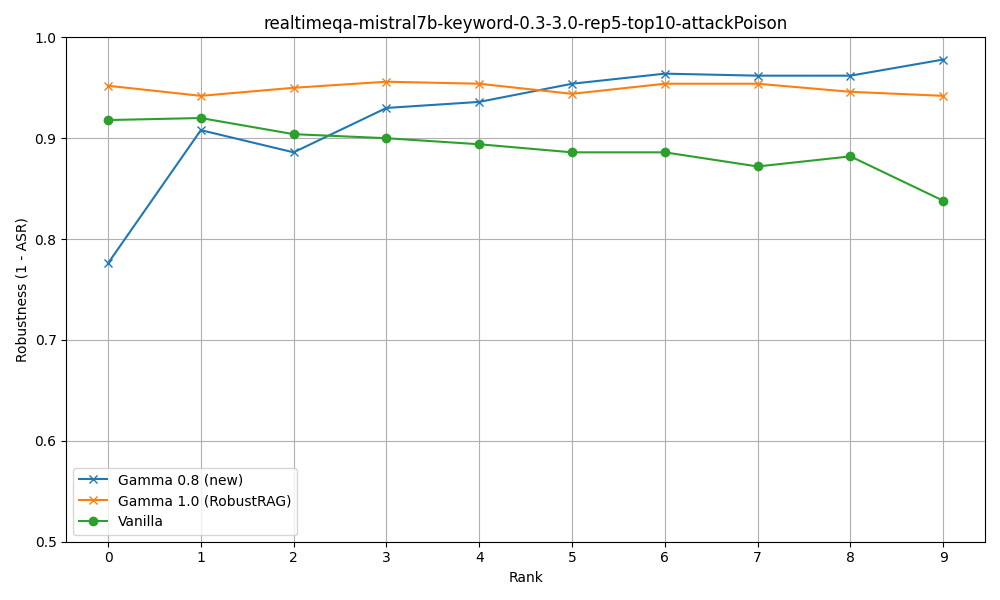 realtimeqa-mistral7b-keyword-0.3-3.0-rep5-top10-attackPoison
Robustness (1 - ASR)
1.0
0.9
0.8
0.7
0.6
0.5
Gamma 0.8 (new)
Gamma 1.0 (RobustRAG)
Vanilla
0 1 2 3 4 5 6 7 8 9
Rank